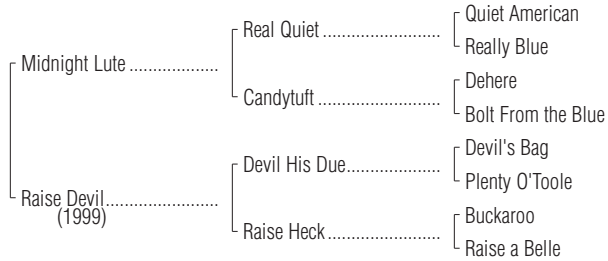 Quiet American
Real Quiet ..........................
Really Blue
Midnight Lute ...................
Dehere
Candytuft ...........................
Bolt From the Blue
Devil's Bag
Devil His Due.....................
Plenty O'Toole
Raise Devil........................
(1999)
Buckaroo
Raise Heck .........................
Raise a Belle